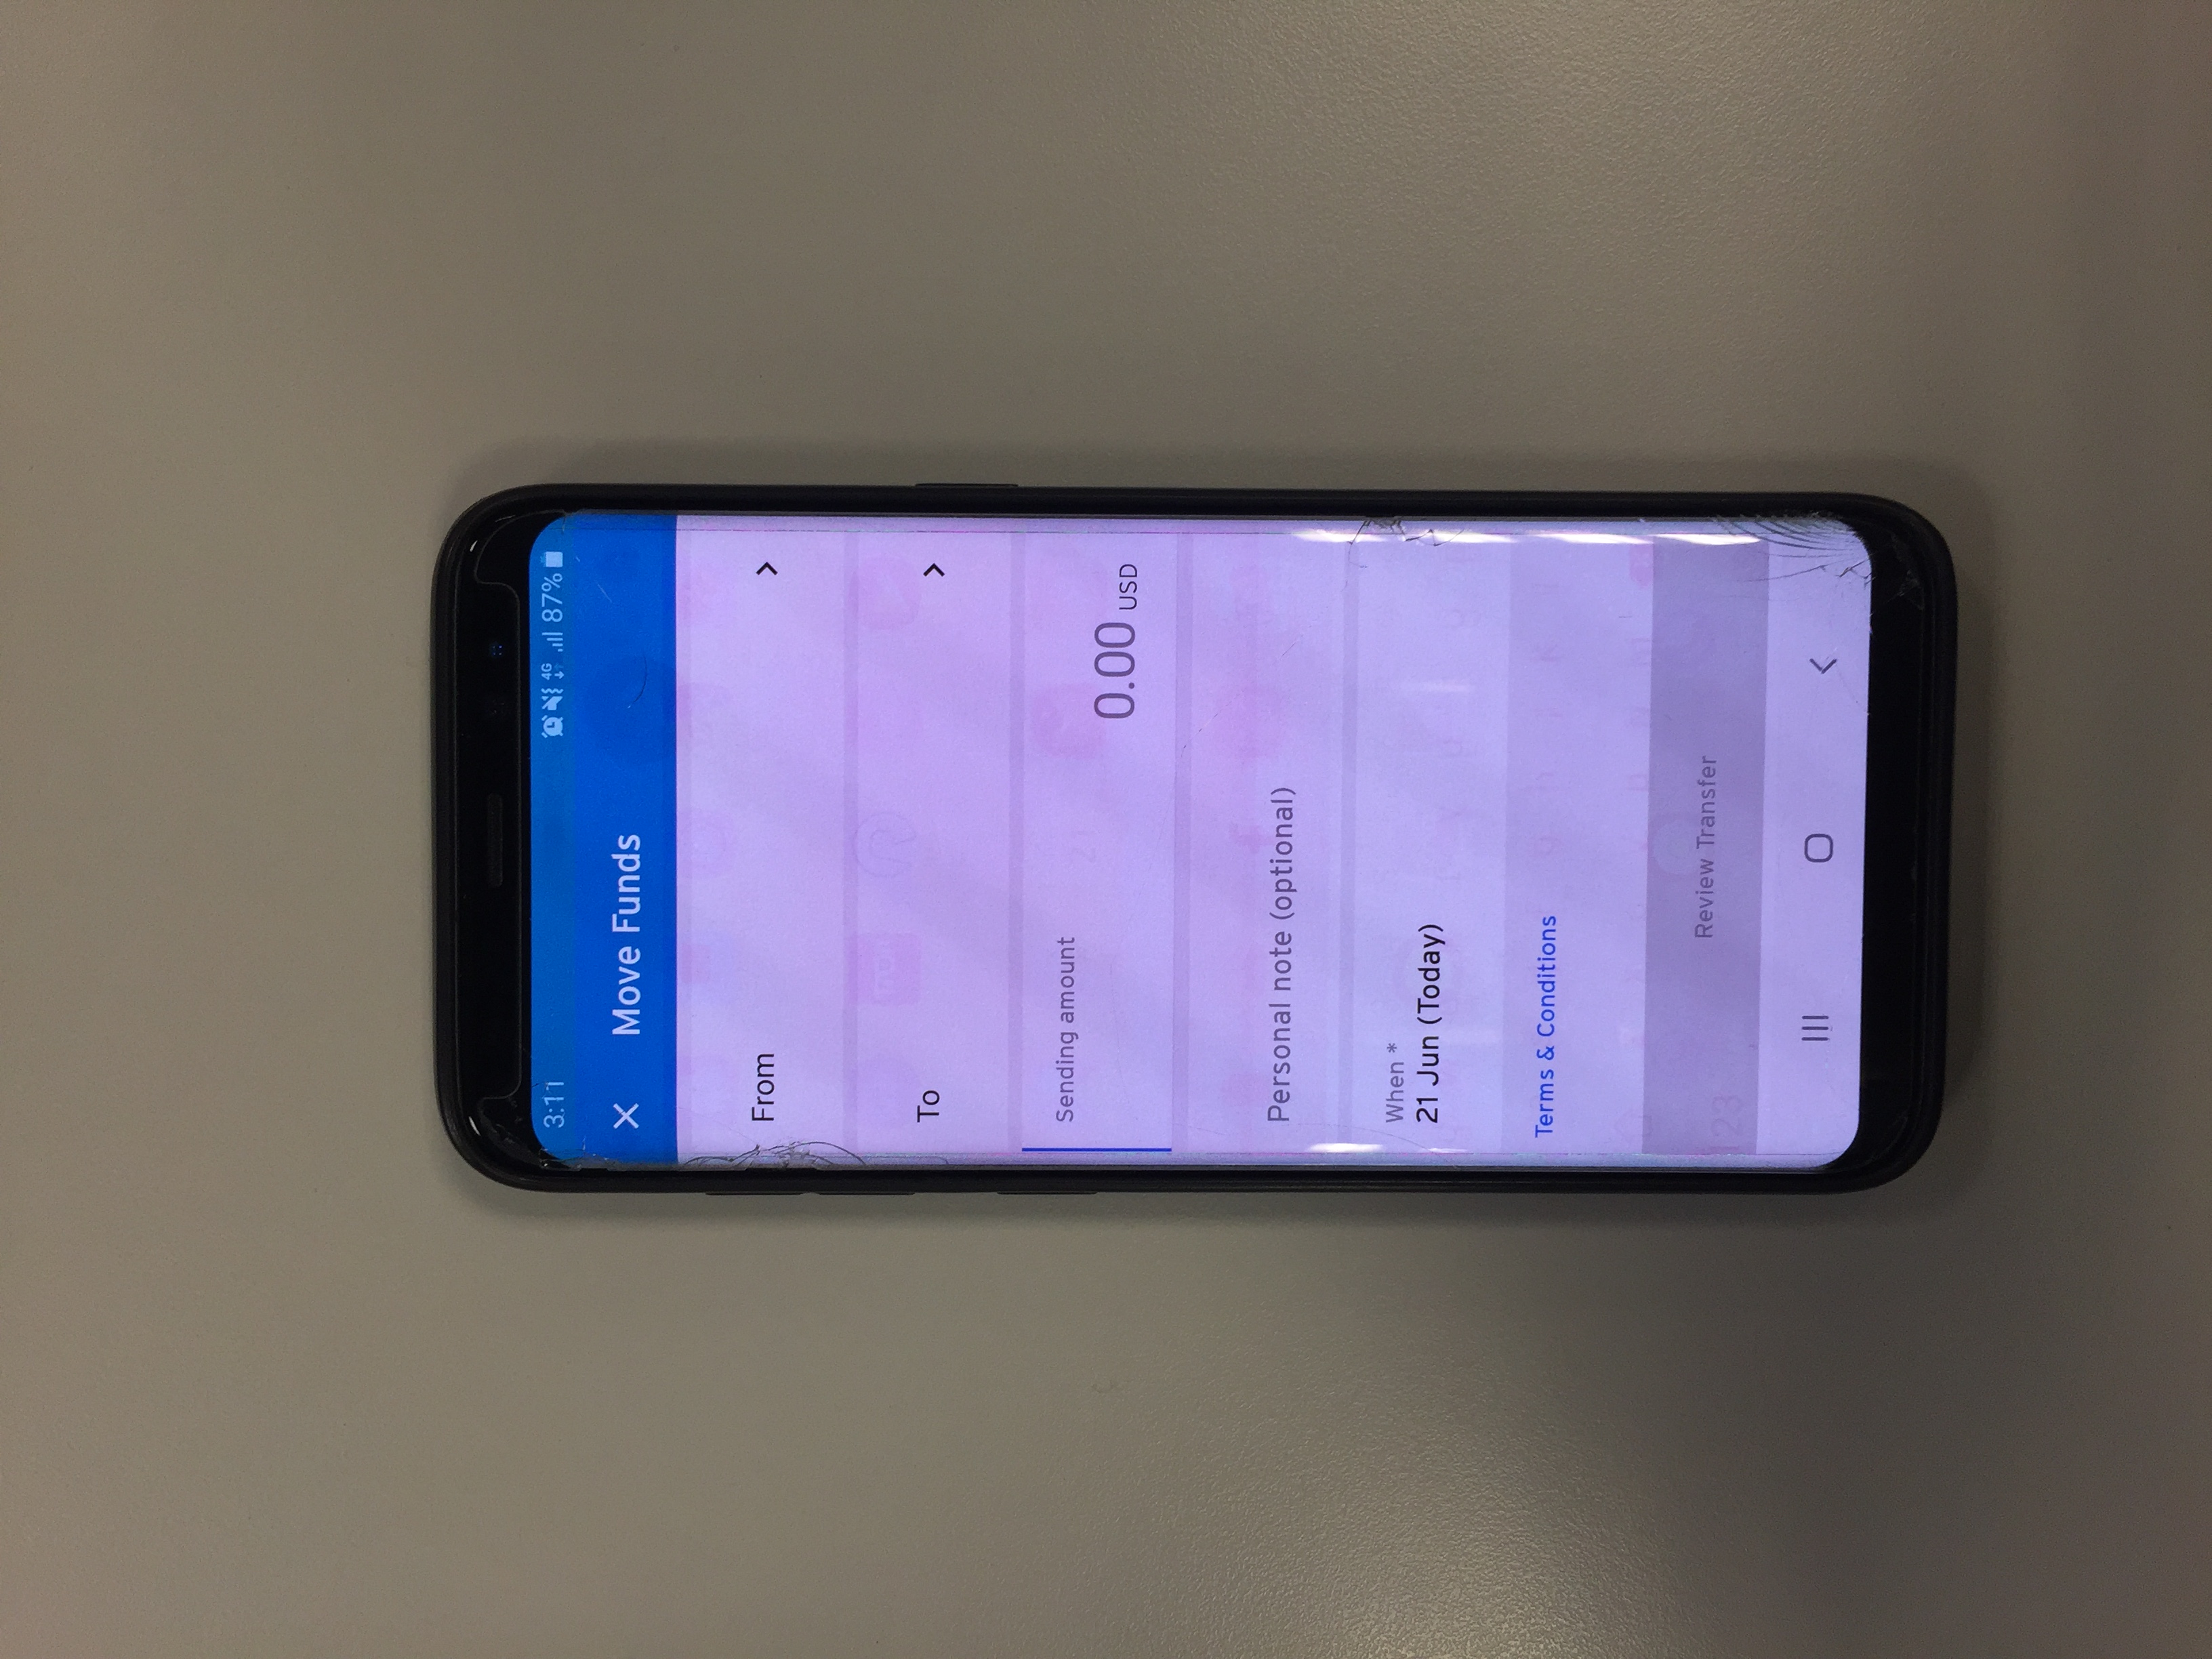 3:11 4G 87%
Move Funds
From
To
Sending amount
0.00 USD
Personal note (optional)
When *
21 Jun (Today)
Terms & Conditions
Review Transfer
123